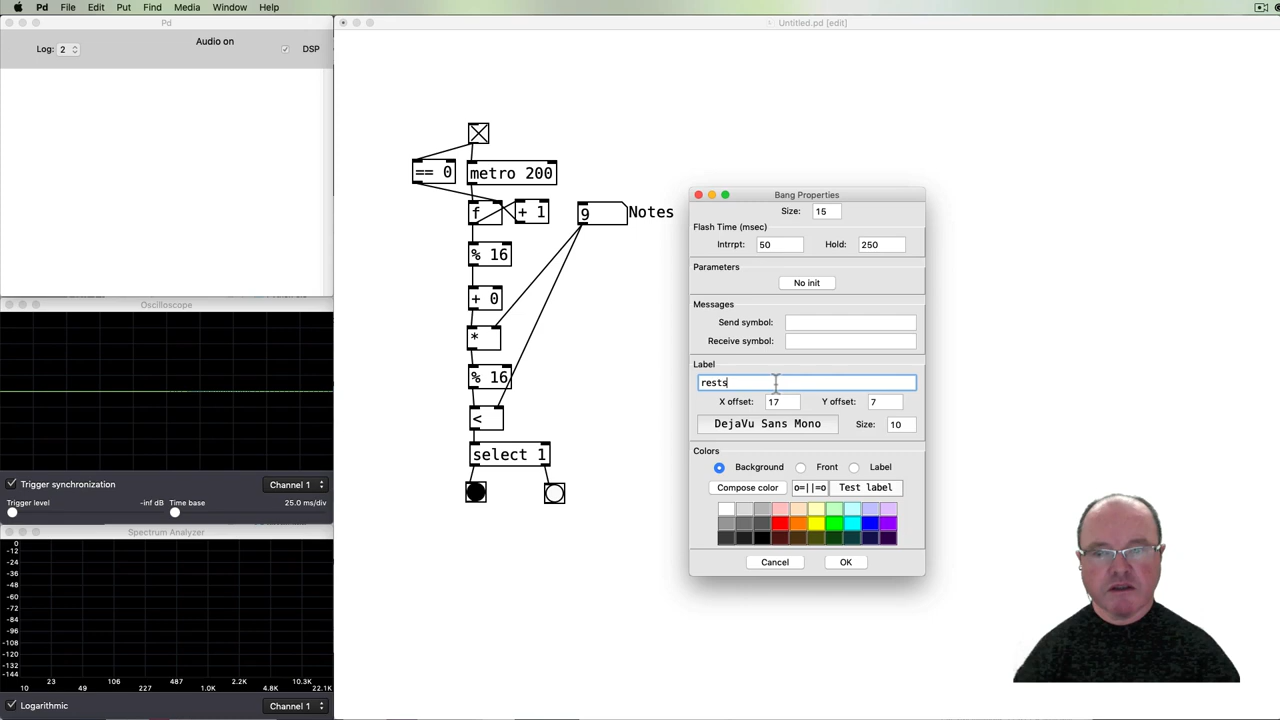 Pd File Edit Put Find Media Window Help
Pd
Log: 2
Audio on
DSP
Oscilloscope
Trigger synchronization
Channel 1
Trigger level
-inf dB
Time base
25.0 ms/div
Spectrum Analyzer
0
-12
-24
-36
-48
-60
-72
-84
-96
-108
-120
-132
-144
23 106 487 2.2K 10.3K
10 49 227 1.0K 4.8K 22.1K
Logarithmic
Channel 1
Untitled.pd [edit]
== 0
metro 200
f
+ 1
9
Notes
% 16
+ 0
*
% 16
<
select 1
Bang Properties
Size: 15
Flash Time (msec)
Intrrpt: 50 Hold: 250
Parameters
No init
Messages
Send symbol:
Receive symbol:
Label
rests
X offset: 17 Y offset: 7
DejaVu Sans Mono Size: 10
Colors
Background Front Label
Compose color o=||=o Test label
Cancel OK